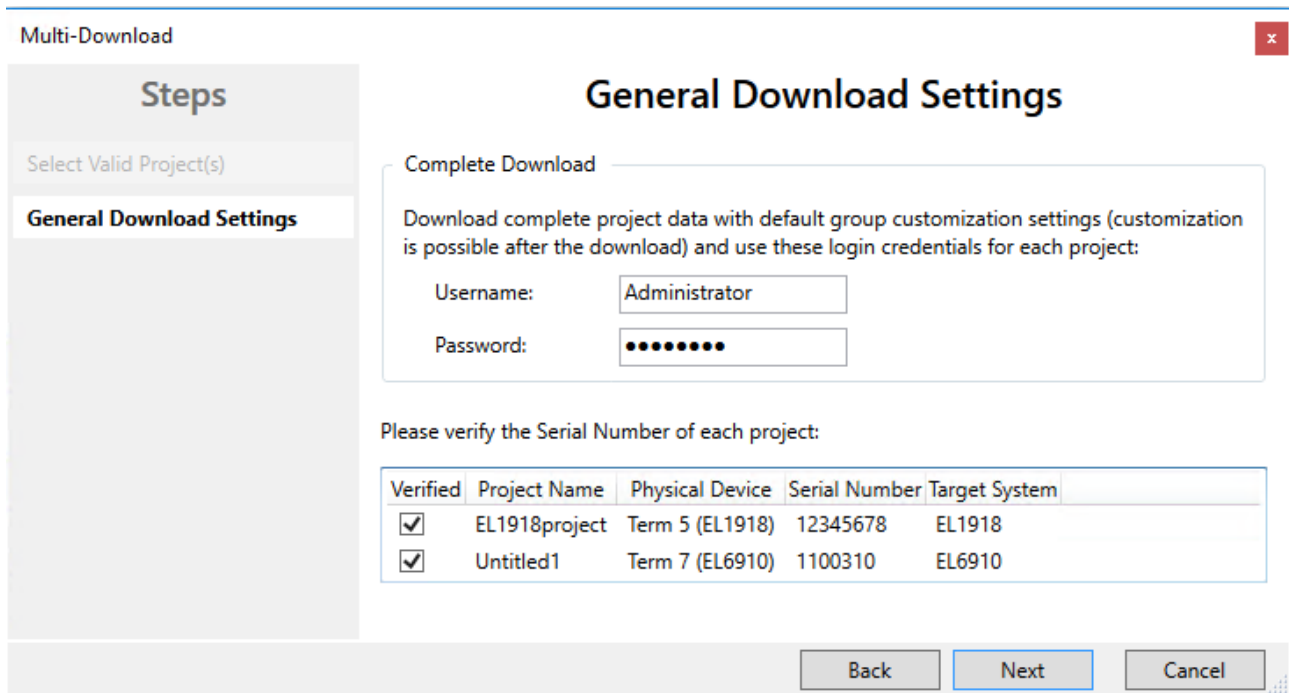 Multi-Download
x
Steps
Select Valid Project(s)
General Download Settings
General Download Settings
Complete Download
Download complete project data with default group customization settings (customization
is possible after the download) and use these login credentials for each project:
Username: Administrator
Password: ●●●●●●●●
Please verify the Serial Number of each project:
Verified Project Name Physical Device Serial Number Target System
EL1918project Term 5 (EL1918) 12345678 EL1918
Untitled1 Term 7 (EL6910) 1100310 EL6910
Back Next Cancel